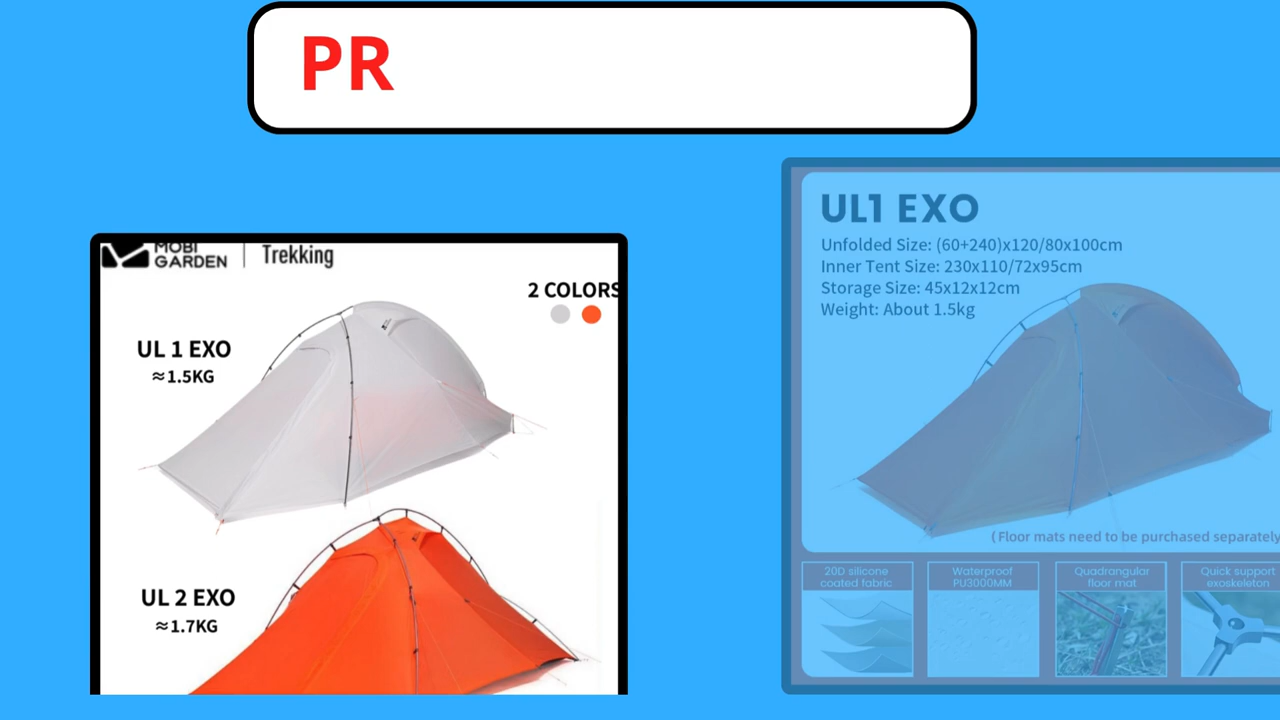 PR
MOBI
GARDEN
Trekking
2 COLORS
UL 1 EXO
≈1.5KG
UL 2 EXO
≈1.7KG
UL1 EXO
Unfolded Size: (60+240)x120/80x100cm
Inner Tent Size: 230x110/72x95cm
Storage Size: 45x12x12cm
Weight: About 1.5kg
(Floor mats need to be purchased separately
20D silicone
coated fabric
Waterproof
PU3000MM
Quadrangular
floor mat
Quick support
exoskeleton